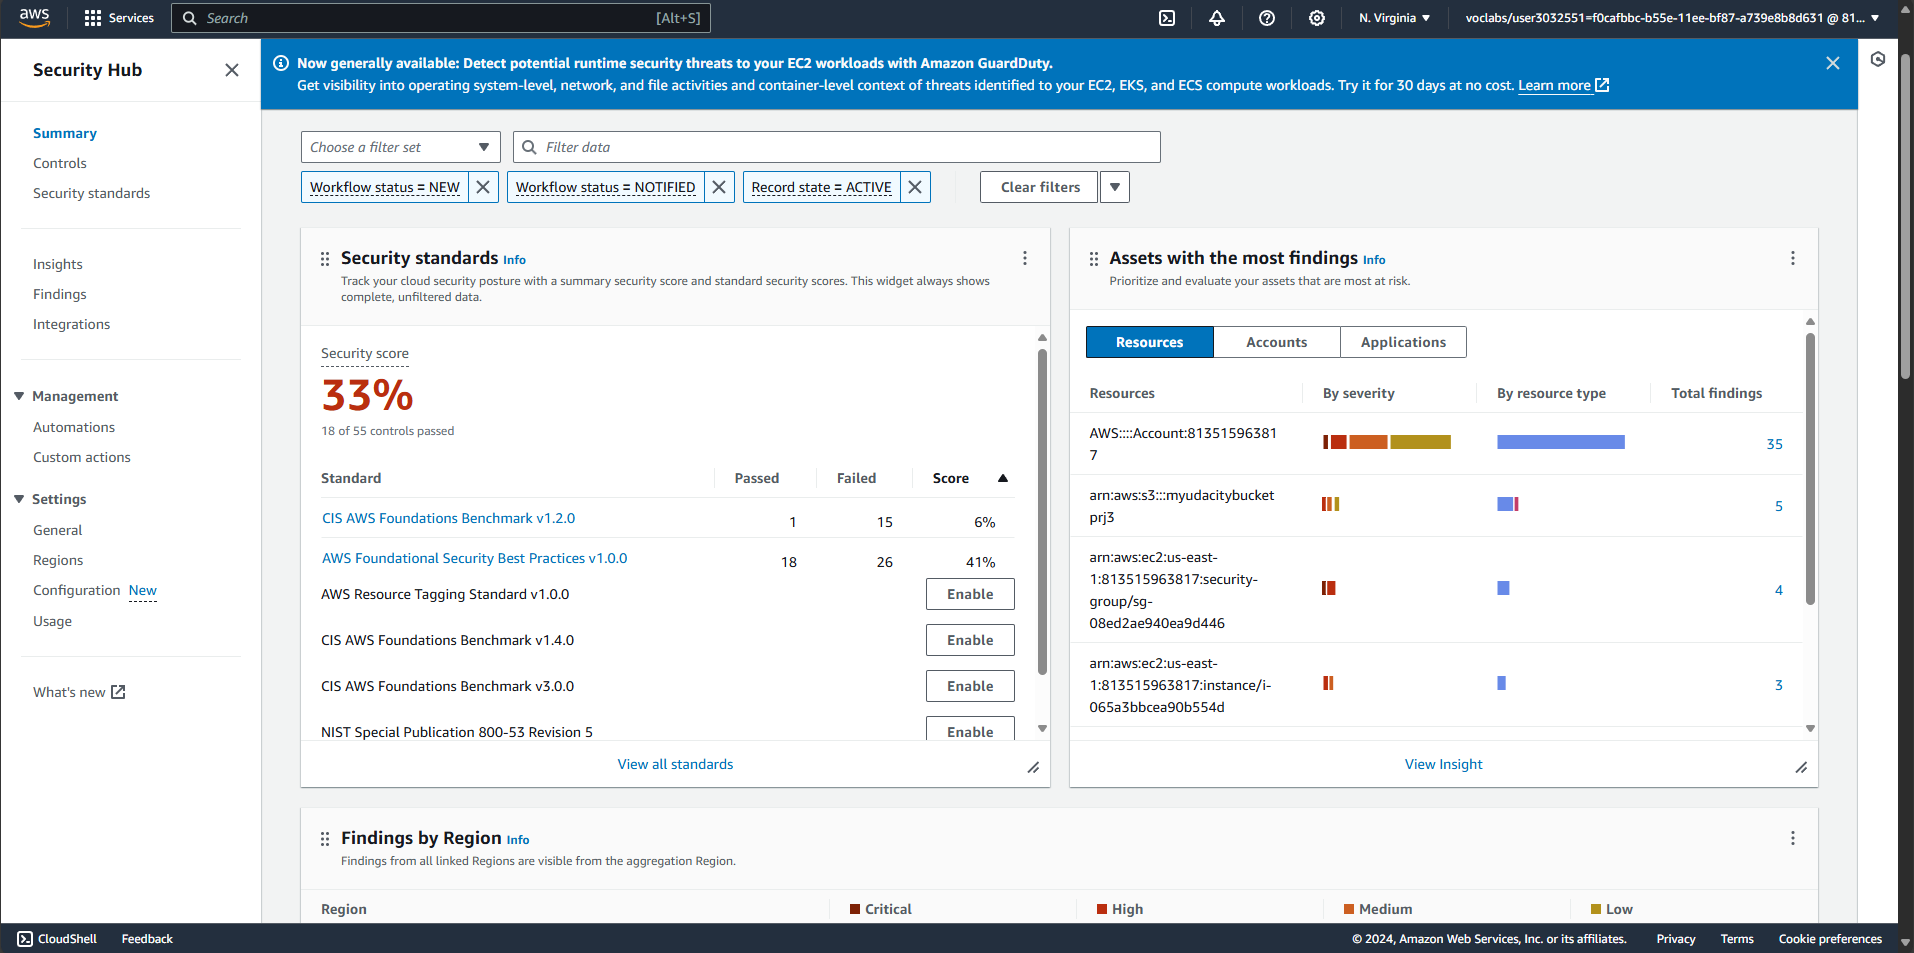 aws
Services
Search
[Alt+S]
N. Virginia
voclabs/user3032551=f0cafbbc-b55e-11ee-bf87-a739e8b8d631 @ 81...
Security Hub
Summary
Controls
Security standards
Insights
Findings
Integrations
Management
Automations
Custom actions
Settings
General
Regions
Configuration New
Usage
What's new
Now generally available: Detect potential runtime security threats to your EC2 workloads with Amazon GuardDuty.
Get visibility into operating system-level, network, and file activities and container-level context of threats identified to your EC2, EKS, and ECS compute workloads. Try it for 30 days at no cost. Learn more
Choose a filter set
Filter data
Workflow status = NEW
Workflow status = NOTIFIED
Record state = ACTIVE
Clear filters
Security standards Info
Track your cloud security posture with a summary security score and standard security scores. This widget always shows
complete, unfiltered data.
Security score
33%
18 of 55 controls passed
Standard Passed Failed Score
CIS AWS Foundations Benchmark v1.2.0 1 15 6%
AWS Foundational Security Best Practices v1.0.0 18 26 41%
AWS Resource Tagging Standard v1.0.0 Enable
CIS AWS Foundations Benchmark v1.4.0 Enable
CIS AWS Foundations Benchmark v3.0.0 Enable
NIST Special Publication 800-53 Revision 5 Enable
View all standards
Assets with the most findings Info
Prioritize and evaluate your assets that are most at risk.
Resources Accounts Applications
Resources By severity By resource type Total findings
AWS::::Account:81351596381
7
35
arn:aws:s3:::myudacitybucket
prj3
5
arn:aws:ec2:us-east-
1:813515963817:security-
group/sg-
08ed2ae940ea9d446
4
arn:aws:ec2:us-east-
1:813515963817:instance/i-
065a3bbcea90b554d
3
View Insight
Findings by Region Info
Findings from all linked Regions are visible from the aggregation Region.
Region Critical High Medium Low
CloudShell Feedback
© 2024, Amazon Web Services, Inc. or its affiliates. Privacy Terms Cookie preferences